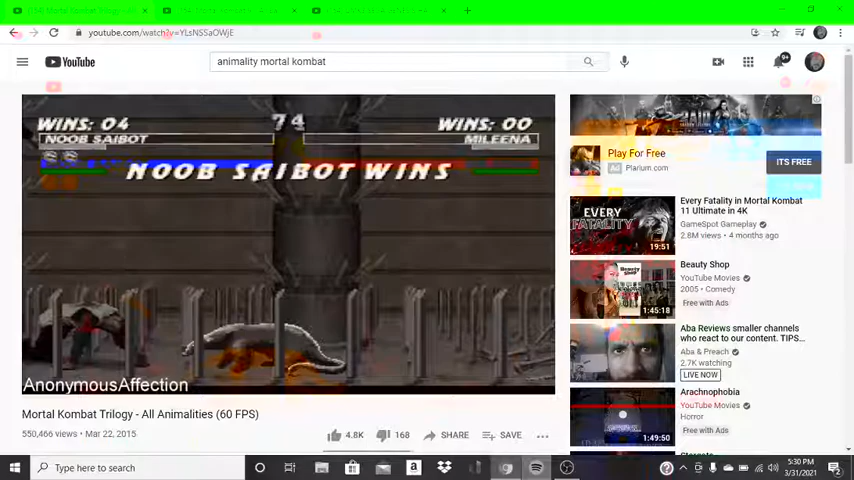 youtube.com/watch?v=YLsNSSaOWjE
YouTube
animality mortal kombat
9+
WINS: 04
74
WINS: 00
NOOB SAIBOT
MILEENA
NOOB SAIBOT WINS
AnonymousAffection
Mortal Kombat Trilogy - All Animalities (60 FPS)
550,466 views • Mar 22, 2015
4.8K
168
SHARE
SAVE
Play For Free
Ad
Plarium.com
ITS FREE
EVERY
FATALITY
19:51
Every Fatality in Mortal Kombat
11 Ultimate in 4K
GameSpot Gameplay
2.8M views • 4 months ago
Beauty Shop
1:45:18
Beauty Shop
YouTube Movies
2005 • Comedy
Free with Ads
Aba Reviews smaller channels
who react to our content. TIPS...
Aba & Preach
2.7K watching
LIVE NOW
1:49:50
Arachnophobia
YouTube Movies
Horror
Free with Ads
Type here to search
5:30 PM
3/31/2021
2